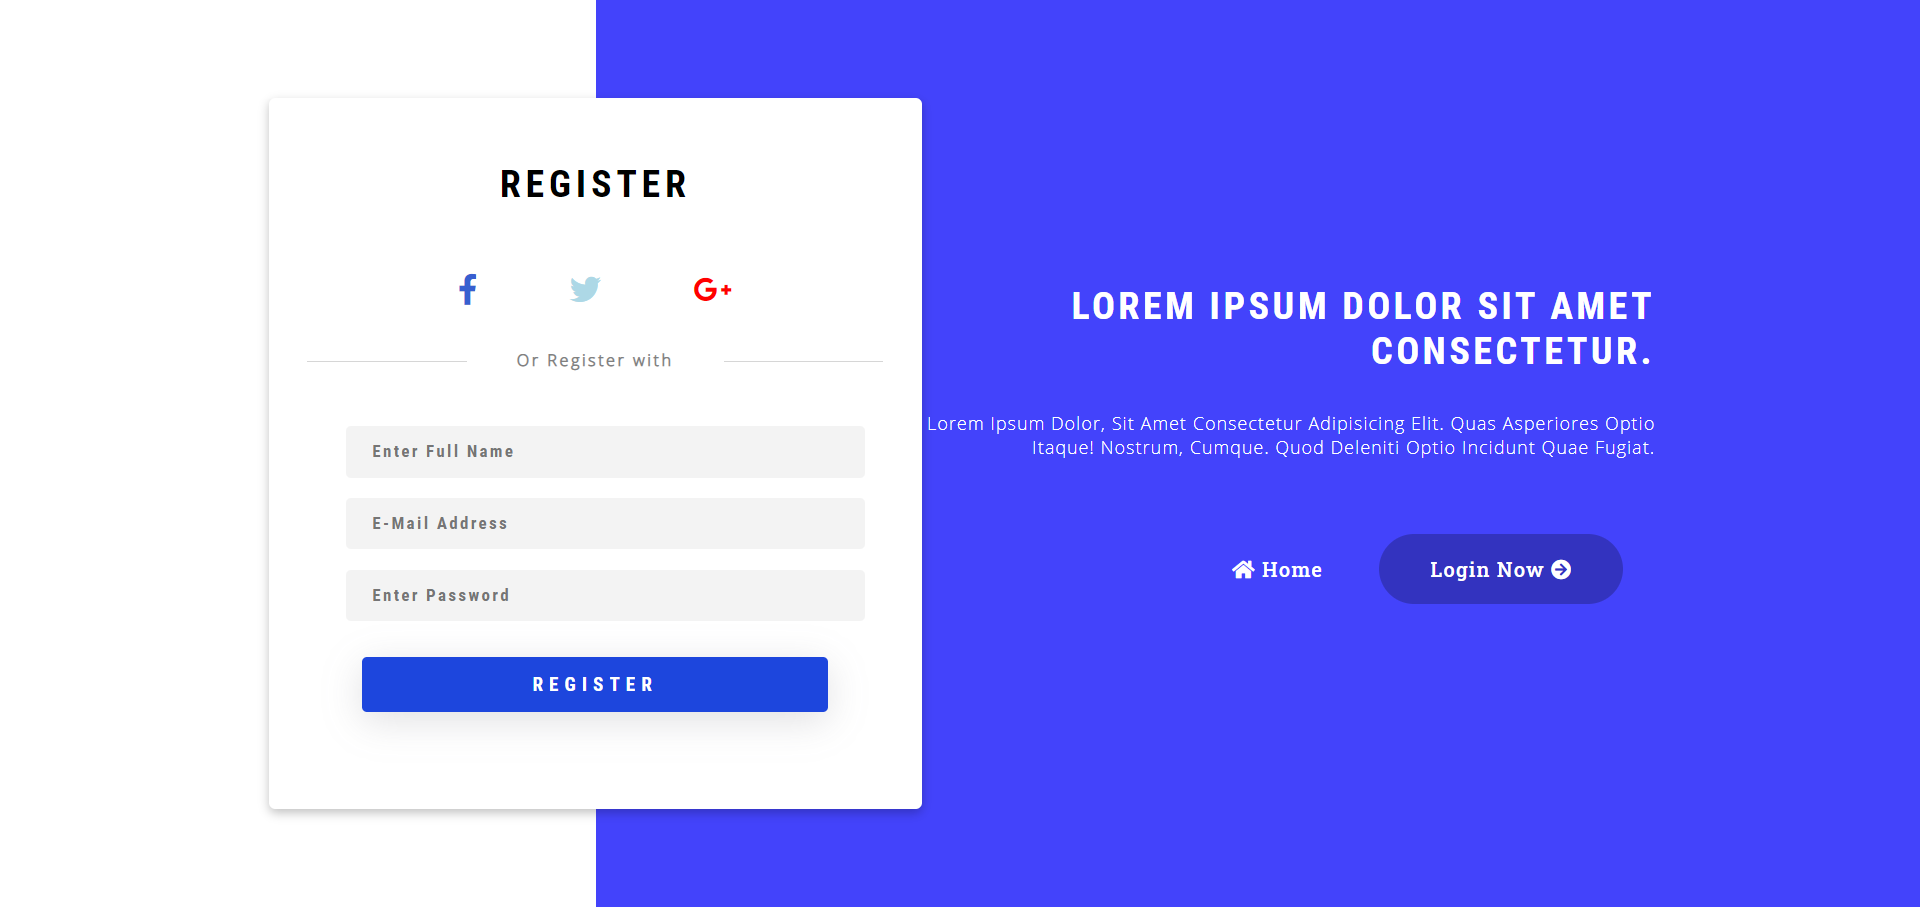 REGISTER
Or Register with
Enter Full Name
E-Mail Address
Enter Password
REGISTER
LOREM IPSUM DOLOR SIT AMET
CONSECTETUR.
Lorem Ipsum Dolor, Sit Amet Consectetur Adipisicing Elit. Quas Asperiores Optio
Itaque! Nostrum, Cumque. Quod Deleniti Optio Incidunt Quae Fugiat.
Home
Login Now